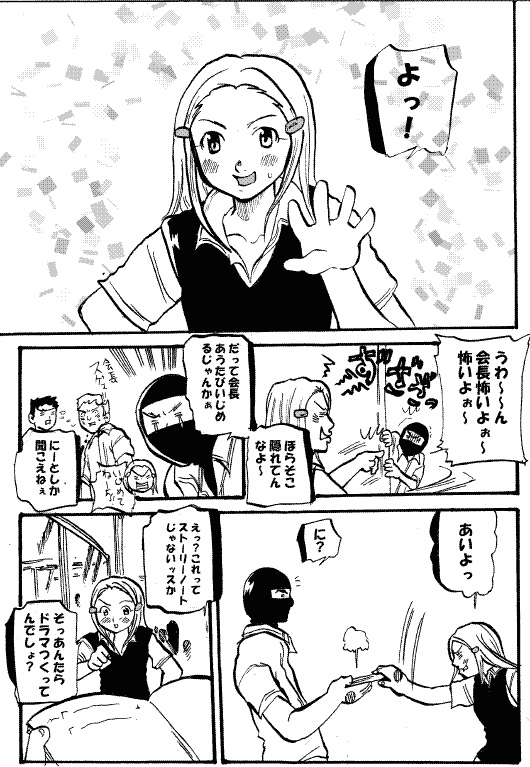 よっ！
うわ〜〜ん
会長怖いよぉ〜
怖いよぉ〜
ほらそこ
隠れてん
なよ〜
だって会長
あうたびいじめ
るじゃんかぁ
会長
にーとしか
聞こえねぇ
あいよっ
に？
えっ？これって
ストーリーノート
じゃないッスか
そっあんたら
ドラマつくって
んでしょ？